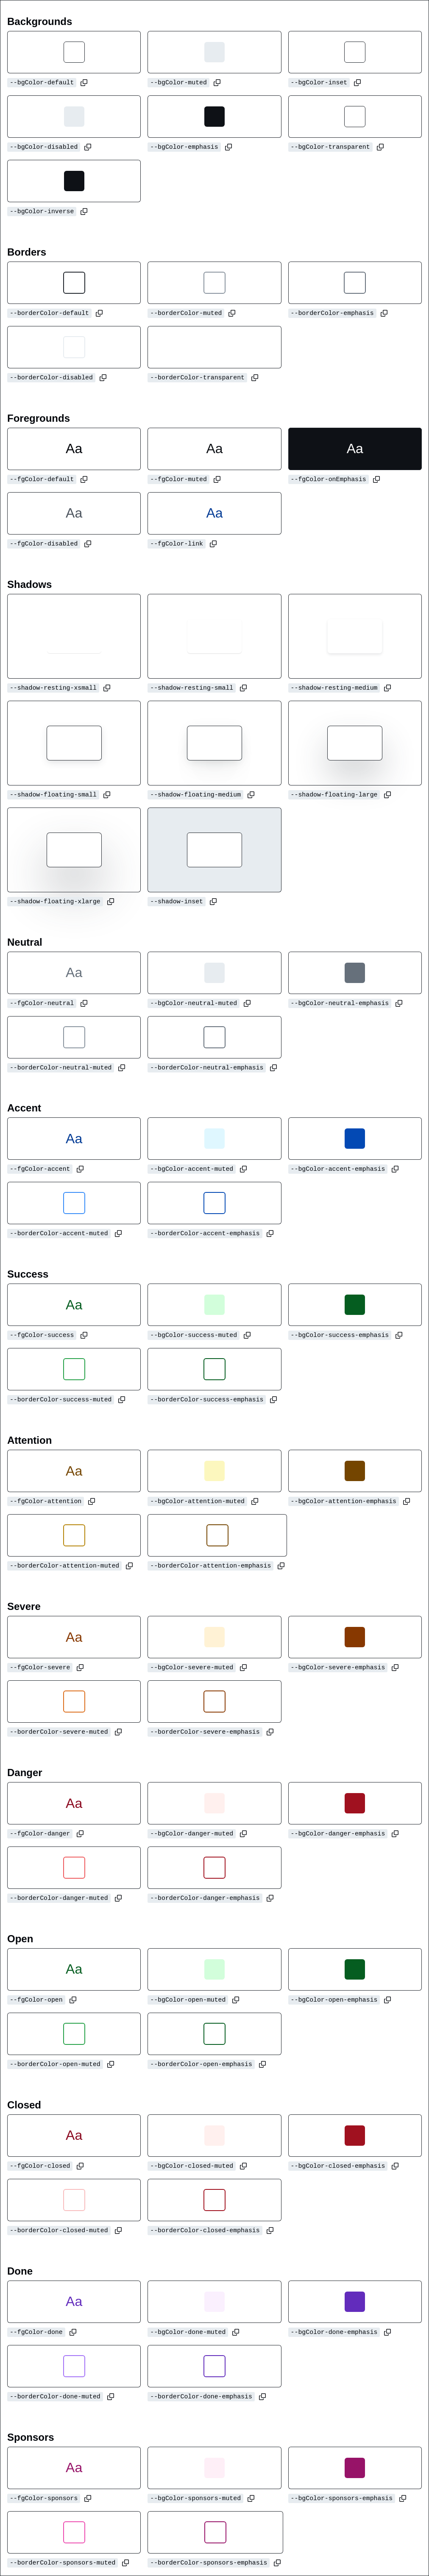 Backgrounds
--bgColor-default --bgColor-muted --bgColor-inset
--bgColor-disabled --bgColor-emphasis --bgColor-transparent
--bgColor-inverse
Borders
--borderColor-default --borderColor-muted --borderColor-emphasis
--borderColor-disabled --borderColor-transparent
Foregrounds
Aa Aa Aa
--fgColor-default --fgColor-muted --fgColor-onEmphasis
Aa Aa
--fgColor-disabled --fgColor-link
Shadows
--shadow-resting-xsmall --shadow-resting-small --shadow-resting-medium
--shadow-floating-small --shadow-floating-medium --shadow-floating-large
--shadow-floating-xlarge --shadow-inset
Neutral
Aa
--fgColor-neutral --bgColor-neutral-muted --bgColor-neutral-emphasis
--borderColor-neutral-muted --borderColor-neutral-emphasis
Accent
Aa
--fgColor-accent --bgColor-accent-muted --bgColor-accent-emphasis
--borderColor-accent-muted --borderColor-accent-emphasis
Success
Aa
--fgColor-success --bgColor-success-muted --bgColor-success-emphasis
--borderColor-success-muted --borderColor-success-emphasis
Attention
Aa
--fgColor-attention --bgColor-attention-muted --bgColor-attention-emphasis
--borderColor-attention-muted --borderColor-attention-emphasis
Severe
Aa
--fgColor-severe --bgColor-severe-muted --bgColor-severe-emphasis
--borderColor-severe-muted --borderColor-severe-emphasis
Danger
Aa
--fgColor-danger --bgColor-danger-muted --bgColor-danger-emphasis
--borderColor-danger-muted --borderColor-danger-emphasis
Open
Aa
--fgColor-open --bgColor-open-muted --bgColor-open-emphasis
--borderColor-open-muted --borderColor-open-emphasis
Closed
Aa
--fgColor-closed --bgColor-closed-muted --bgColor-closed-emphasis
--borderColor-closed-muted --borderColor-closed-emphasis
Done
Aa
--fgColor-done --bgColor-done-muted --bgColor-done-emphasis
--borderColor-done-muted --borderColor-done-emphasis
Sponsors
Aa
--fgColor-sponsors --bgColor-sponsors-muted --bgColor-sponsors-emphasis
--borderColor-sponsors-muted --borderColor-sponsors-emphasis